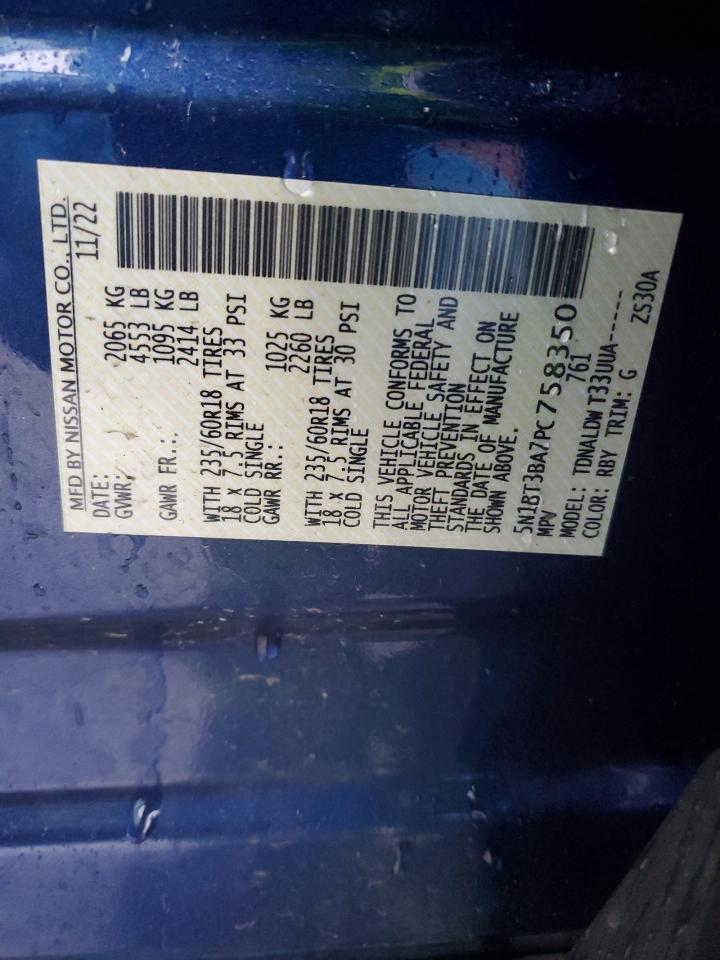 MFD BY NISSAN MOTOR CO., LTD.
DATE: 11/22
GVWR: 2065 KG
4553 LB
GAWR FR..: 1095 KG
2414 LB
WITH 235/60R18 TIRES
18 X 7.5 RIMS AT 33 PSI
COLD SINGLE
GAWR RR.: 1025 KG
2260 LB
WITH 235/60R18 TIRES
18 X 7.5 RIMS AT 30 PSI
COLD SINGLE
THIS VEHICLE CONFORMS TO
ALL APPLICABLE FEDERAL
MOTOR VEHICLE SAFETY AND
THEFT PREVENTION
STANDARDS IN EFFECT ON
THE DATE OF MANUFACTURE
SHOWN ABOVE.
5N1BT3BA7PC758350
MPV 761
MODEL: TDNALDW T33UUA------
COLOR: RBY TRIM: G ZS30A